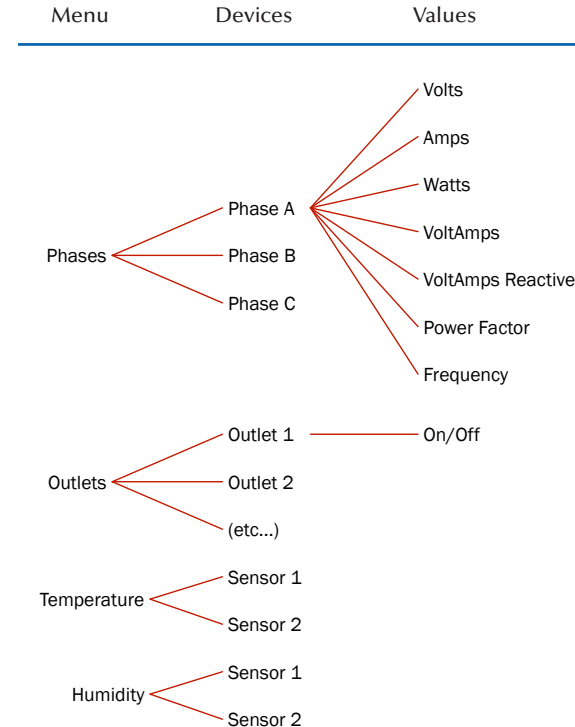 Menu Devices Values
Volts
Amps
Watts
Phase A
VoltAmps
Phases
Phase B
VoltAmps Reactive
Phase C
Power Factor
Frequency
Outlet 1 On/Off
Outlets
Outlet 2
(etc...)
Temperature
Sensor 1
Sensor 2
Humidity
Sensor 1
Sensor 2